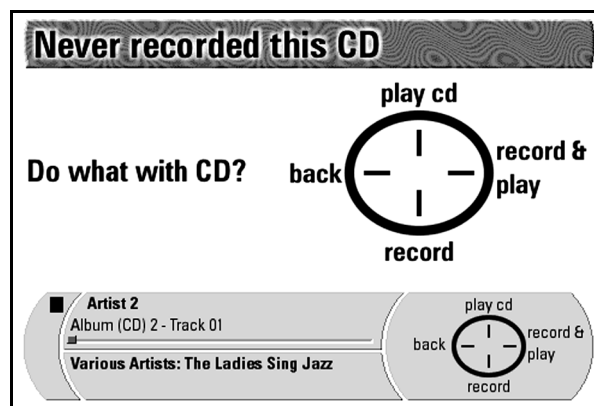 Never recorded this CD
play cd
Do what with CD?
back
record &
play
record
Artist 2
Album (CD) 2 - Track 01
Various Artists: The Ladies Sing Jazz
play cd
back
record &
play
record